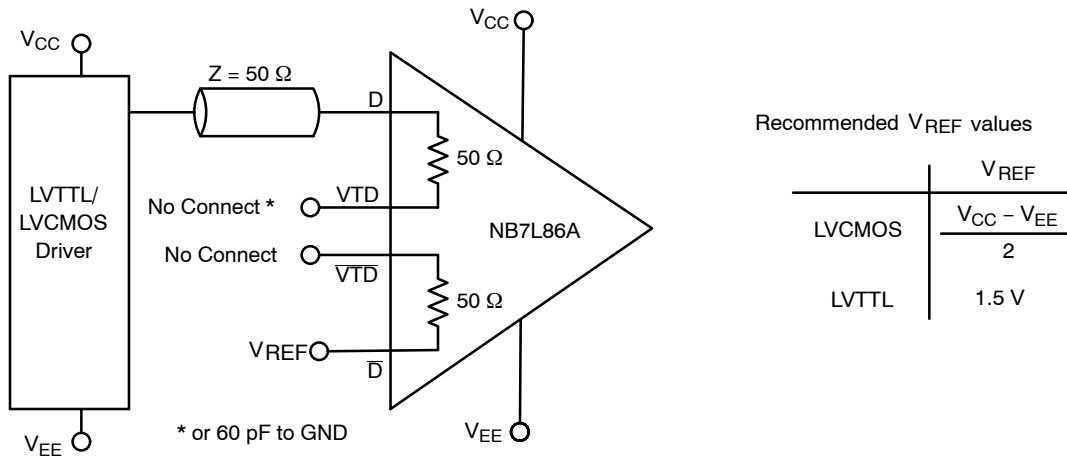 VCC
VCC
Z = 50 Ω
D
50 Ω
LVTTL/
LVCMOS
Driver
No Connect *
VTD
NB7L86A
No Connect
VTD
50 Ω
VREF
D
* or 60 pF to GND
VEE
VEE
Recommended VREF values
VREF
LVCMOS
VCC – VEE
2
LVTTL
1.5 V